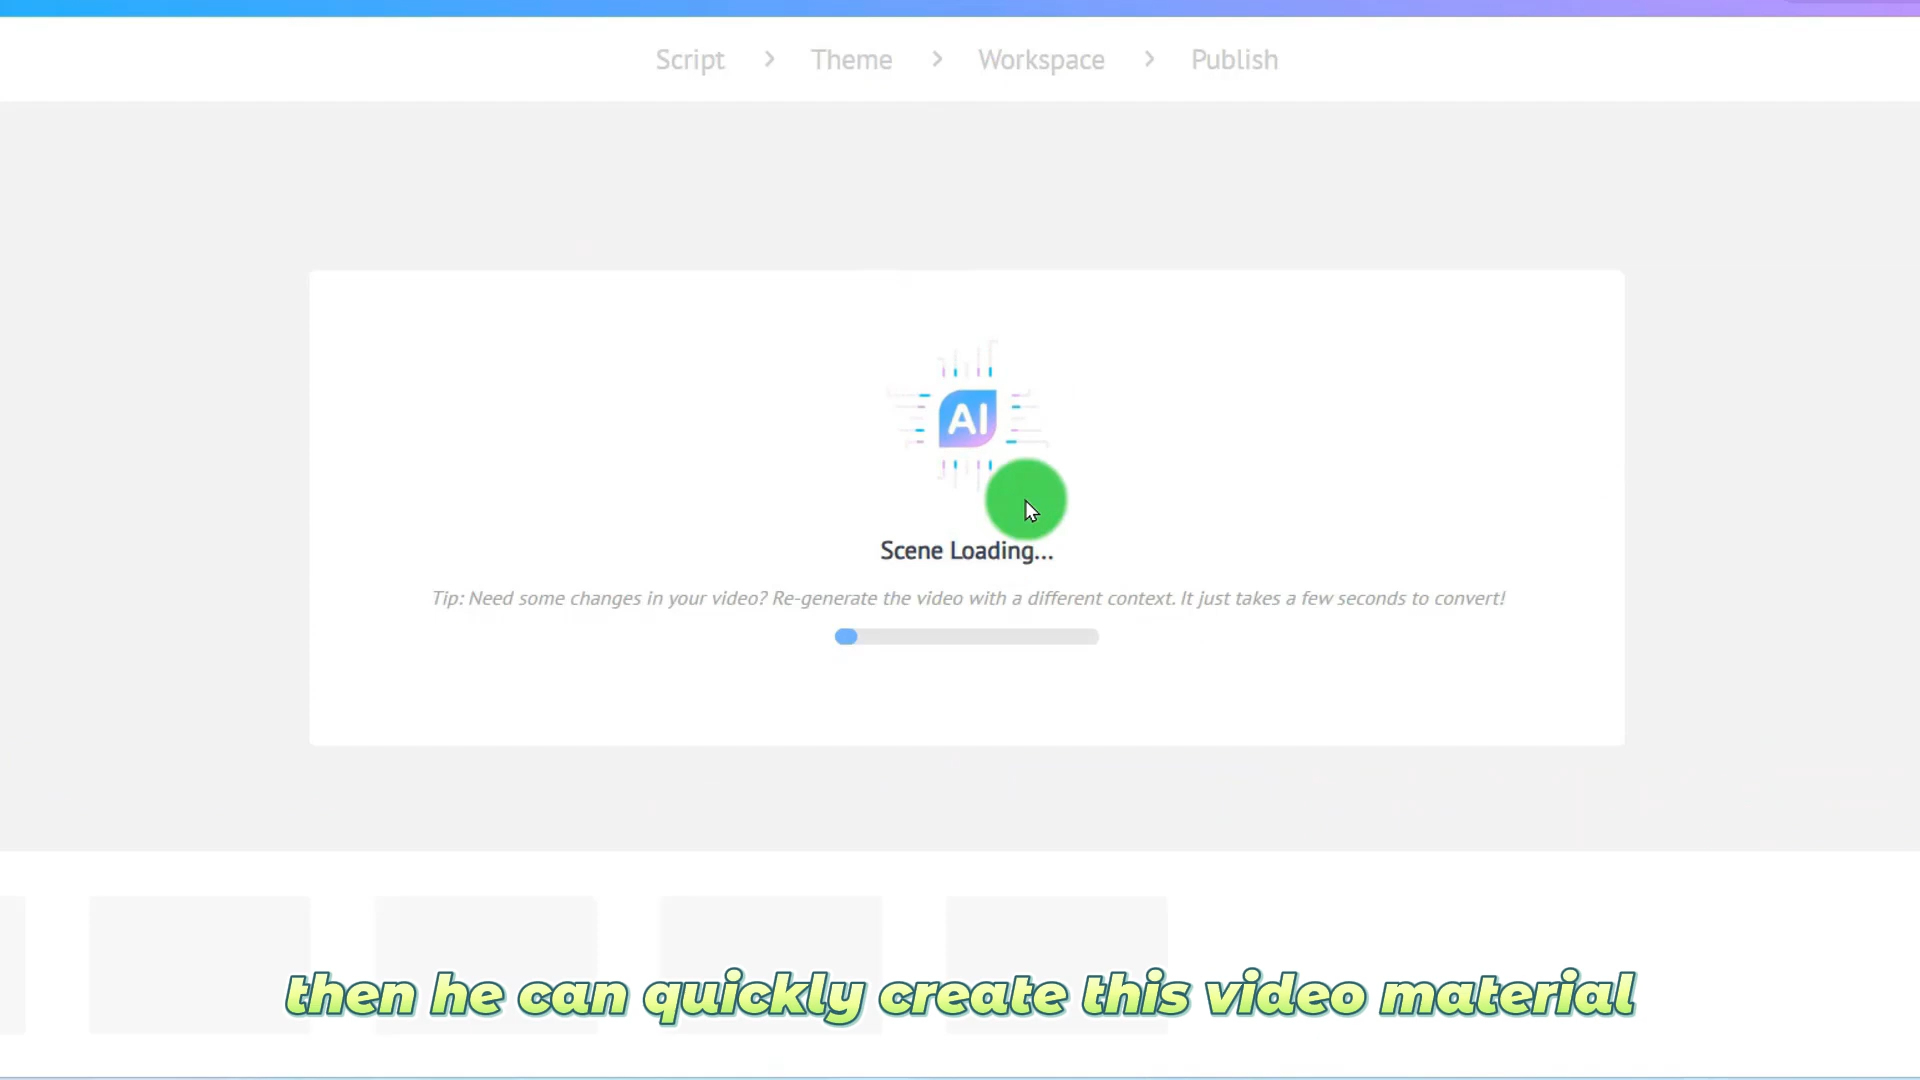 Script > Theme > Workspace > Publish
AI
Scene Loading...
Tip: Need some changes in your video? Re-generate the video with a different context. It just takes a few seconds to convert!
then he can quickly create this video material